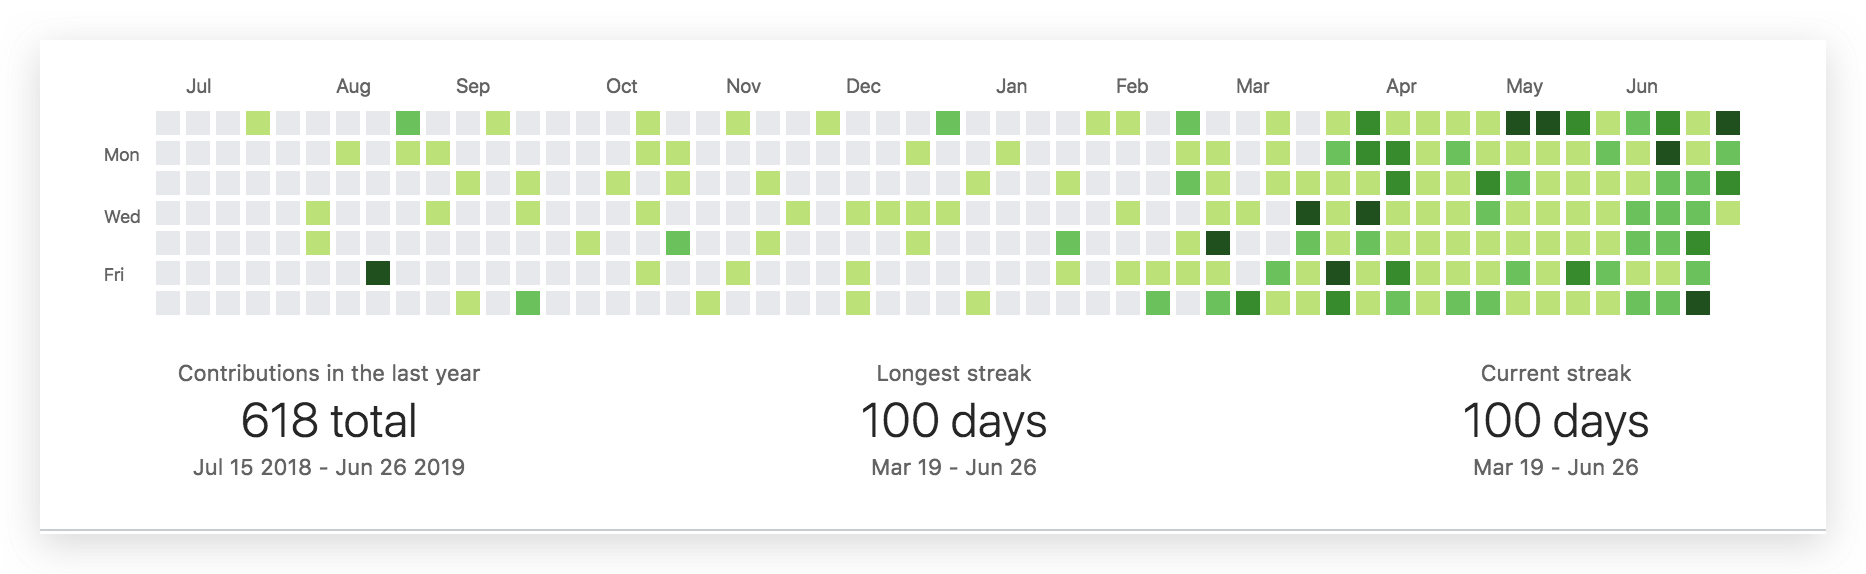 Jul Aug Sep Oct Nov Dec Jan Feb Mar Apr May Jun
Mon
Wed
Fri
Contributions in the last year
618 total
Jul 15 2018 - Jun 26 2019
Longest streak
100 days
Mar 19 - Jun 26
Current streak
100 days
Mar 19 - Jun 26